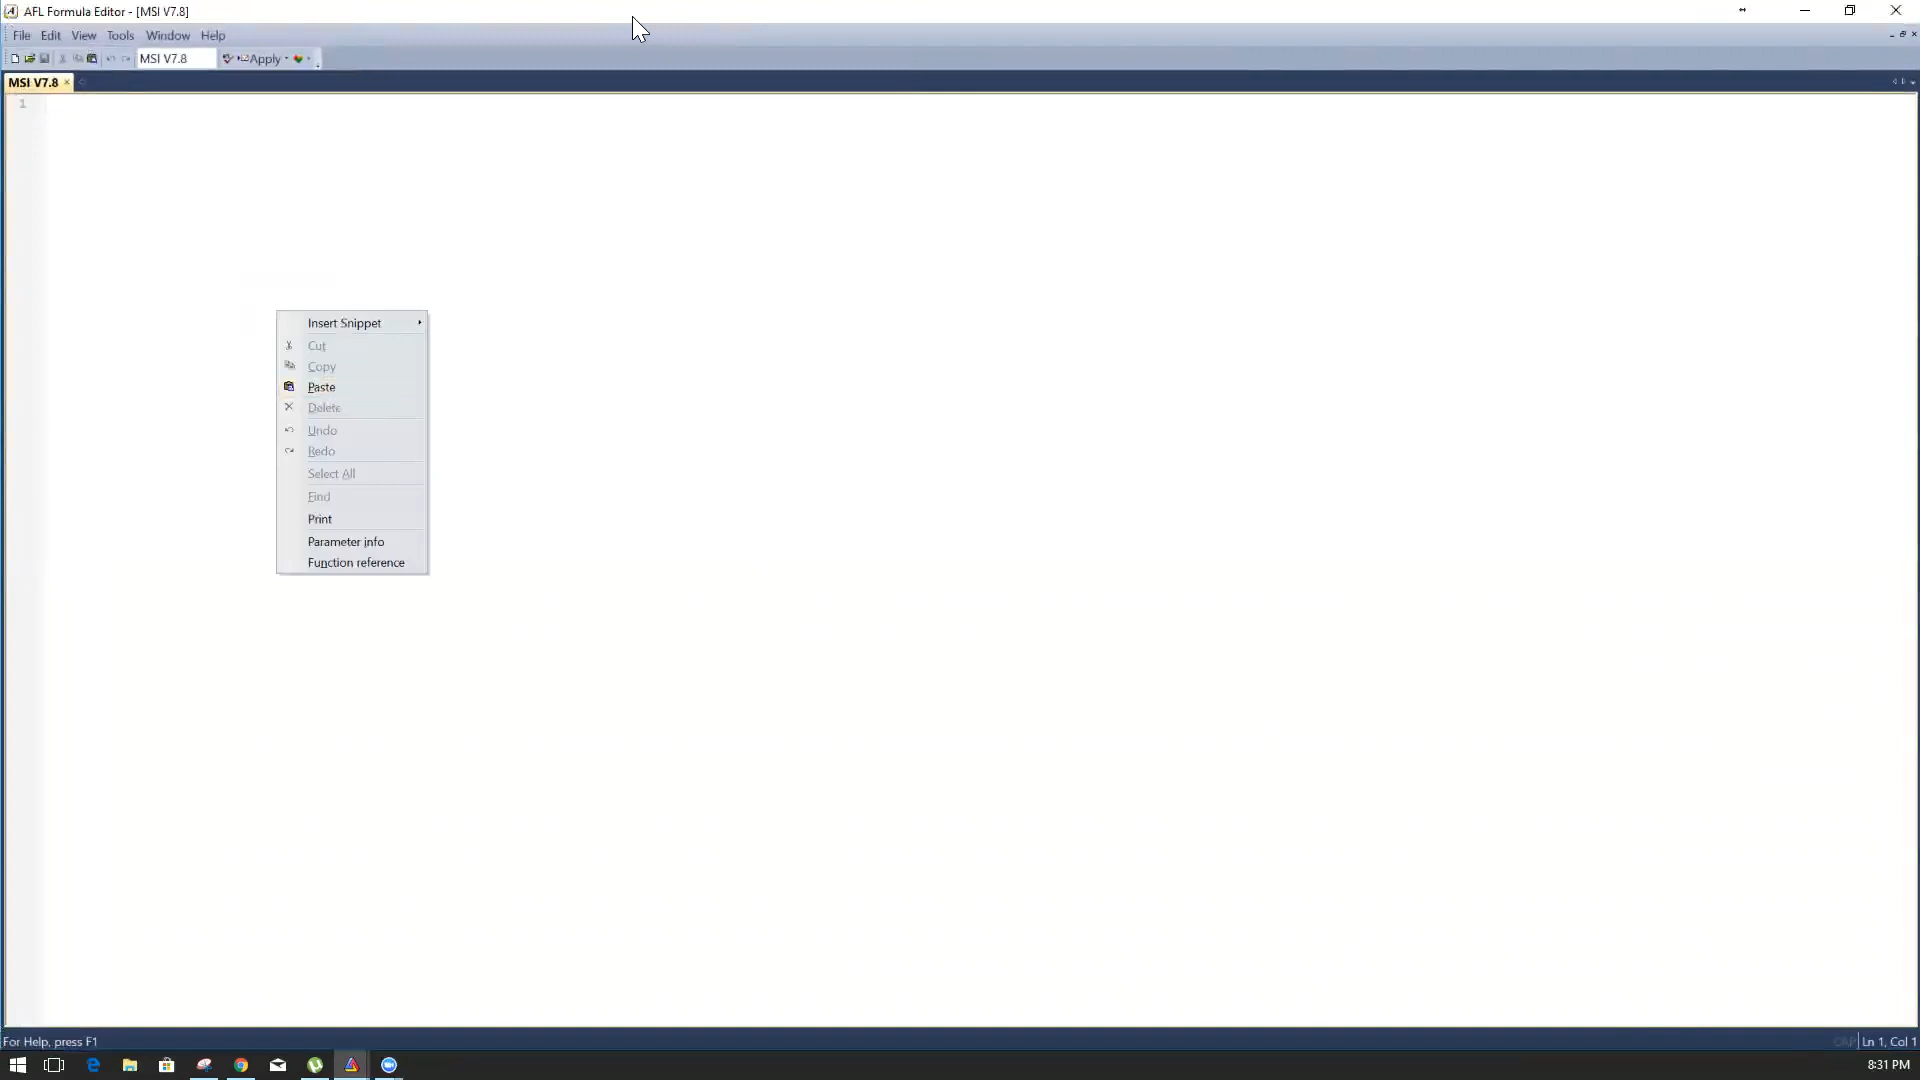 AFL Formula Editor - [MSI V7.8]
File Edit View Tools Window Help
MSI V7.8 Apply
MSI V7.8
1
Insert Snippet
Cut
Copy
Paste
Delete
Undo
Redo
Select All
Find
Print
Parameter info
Function reference
For Help, press F1
CAP Ln 1, Col 1
8:31 PM